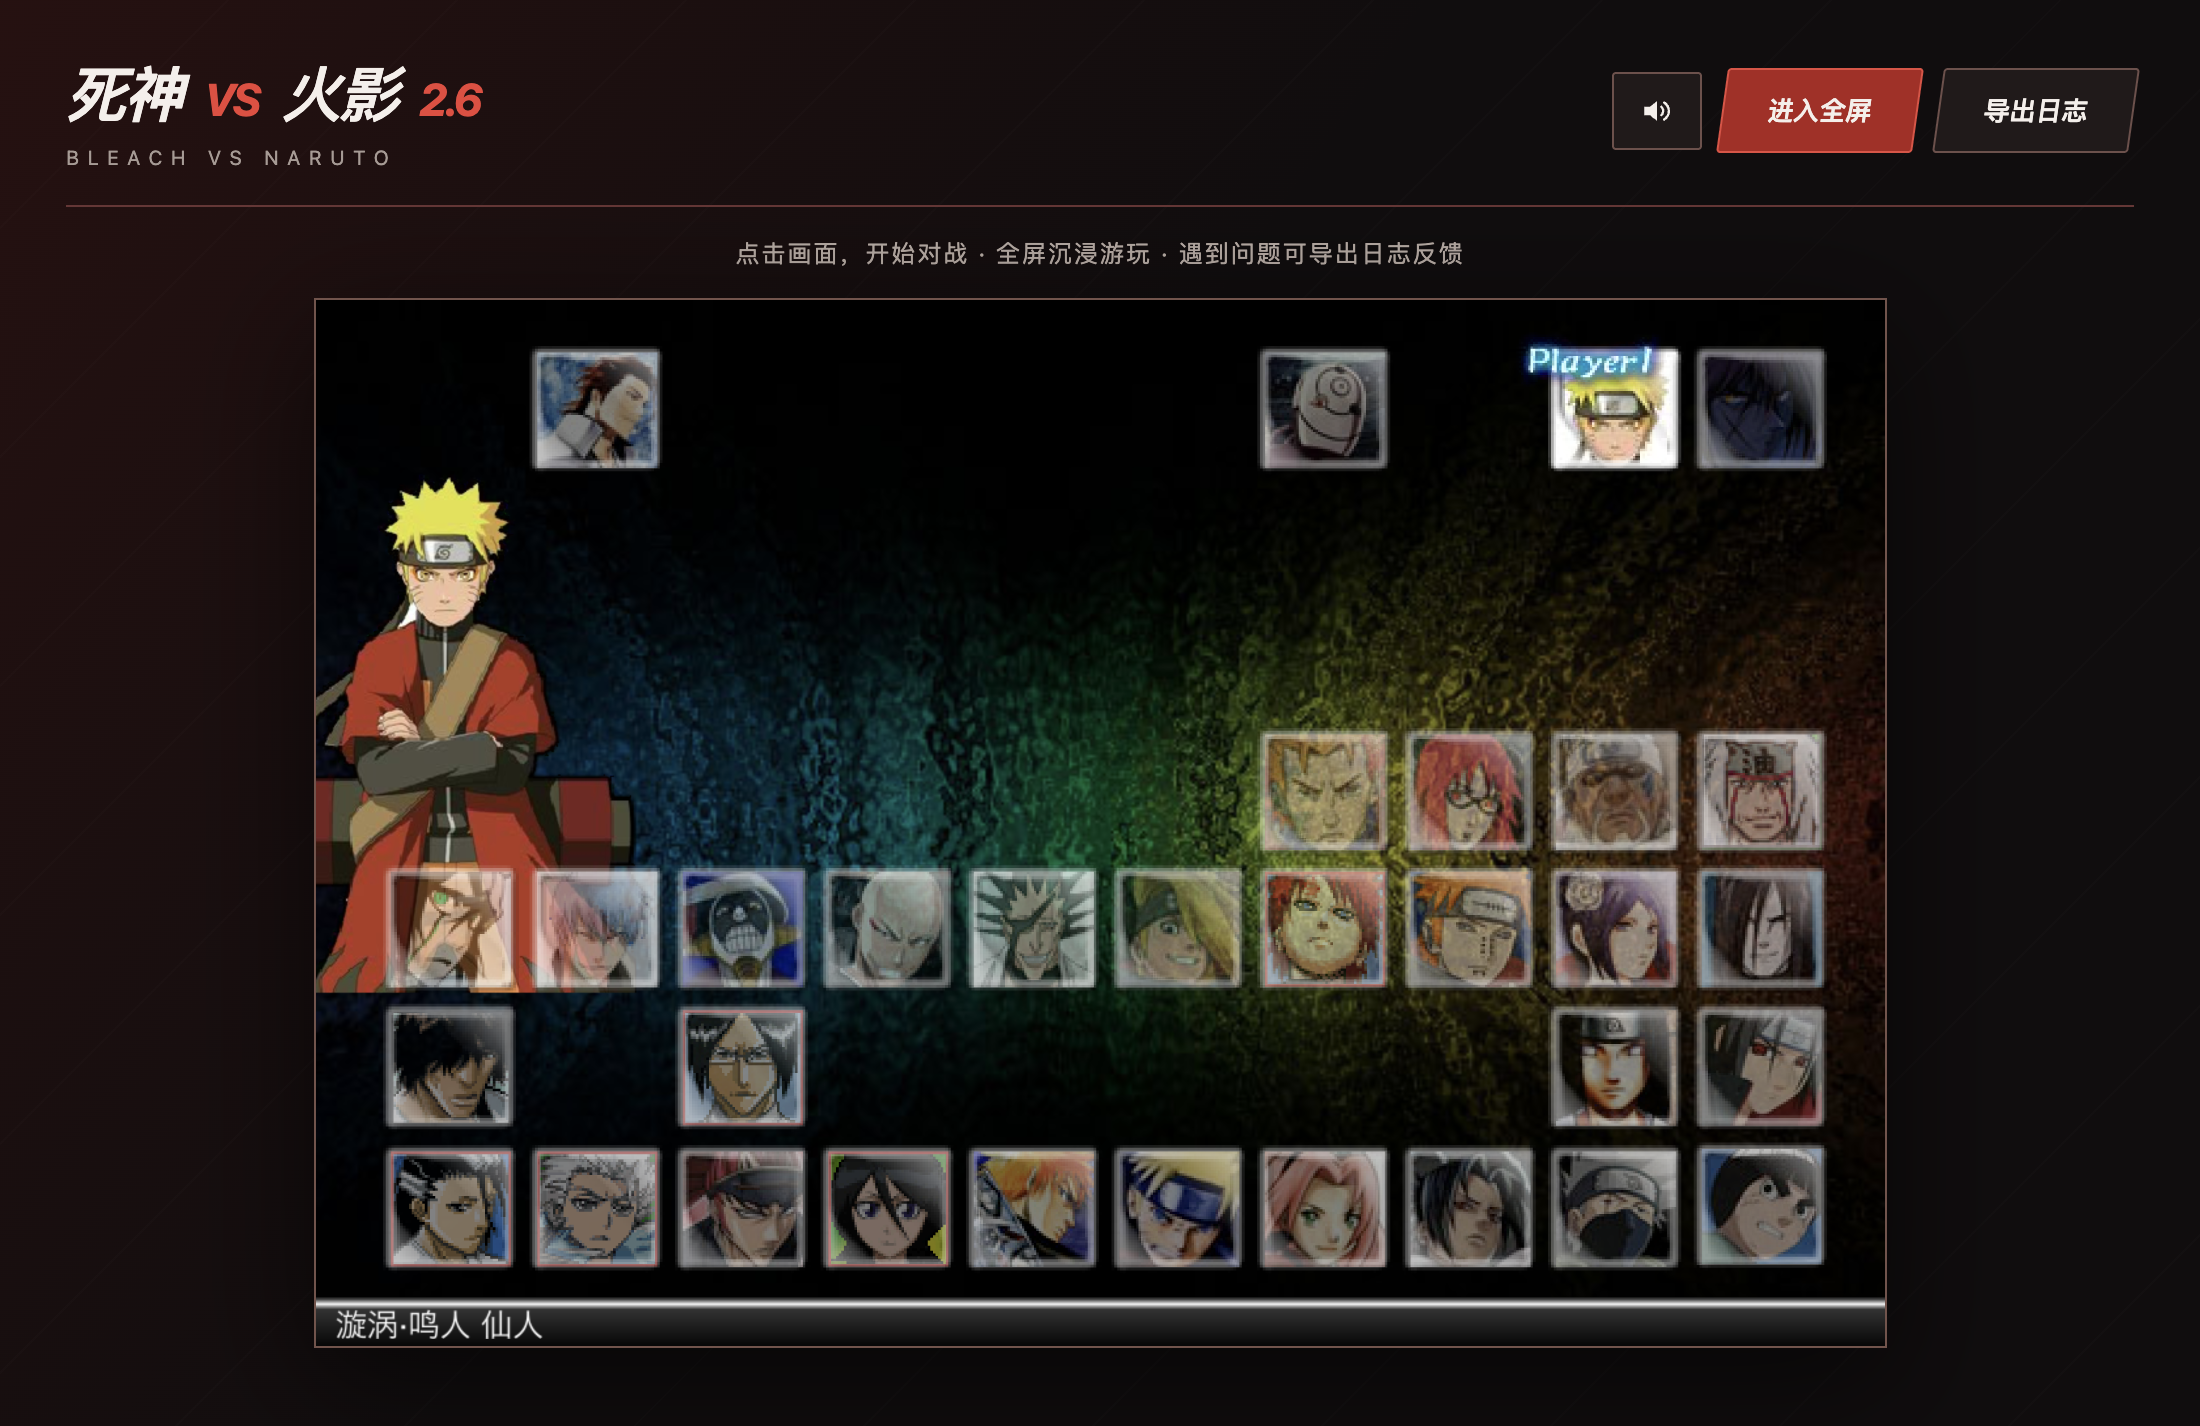 死神 VS 火影 2.6
BLEACH VS NARUTO
进入全屏
导出日志
点击画面，开始对战 · 全屏沉浸游玩 · 遇到问题可导出日志反馈
Player1
油
漩涡·鸣人 仙人